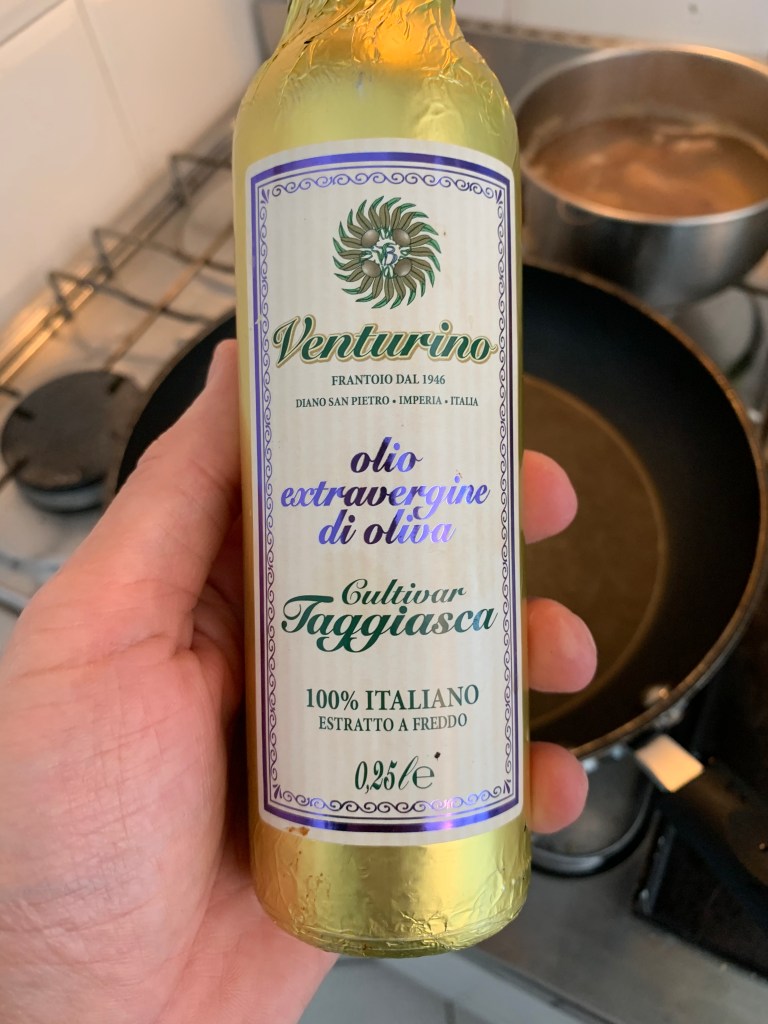 Venturino
FRANTOIO DAL 1946
DIANO SAN PIETRO • IMPERIA • ITALIA
olio
extravergine
di oliva
Cultivar
Taggiasca
100% ITALIANO
ESTRATTO A FREDDO
0,25 l e